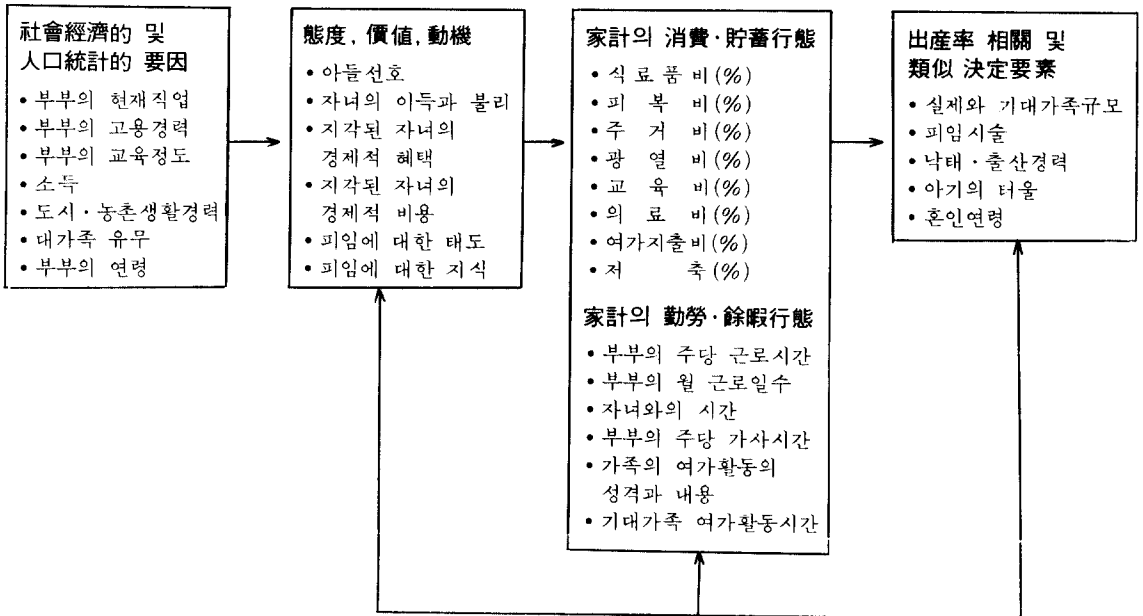 社會經濟的 및
人口統計的 要因
• 부부의 현재직업
• 부부의 고용경력
• 부부의 교육정도
• 소득
• 도시·농촌생활경력
• 대가족 유무
• 부부의 연령
態度, 價値, 動機
• 아들선호
• 자녀의 이득과 불리
• 지각된 자녀의
경제적 혜택
• 지각된 자녀의
경제적 비용
• 피임에 대한 태도
• 피임에 대한 지식
家計의 消費·貯蓄行態
• 식료품비(%)
• 피복비(%)
• 주거비(%)
• 광열비(%)
• 교육비(%)
• 의료비(%)
• 여가지출비(%)
• 저축(%)
家計의 勤勞·餘暇行態
• 부부의 주당 근로시간
• 부부의 월 근로일수
• 자녀와의 시간
• 부부의 주당 가사시간
• 가족의 여가활동의
성격과 내용
• 기대가족 여가활동시간
出産率 相關 및
類似 決定要素
• 실제와 기대가족규모
• 피임시술
• 낙태·출산경력
• 아기의 터울
• 혼인연령